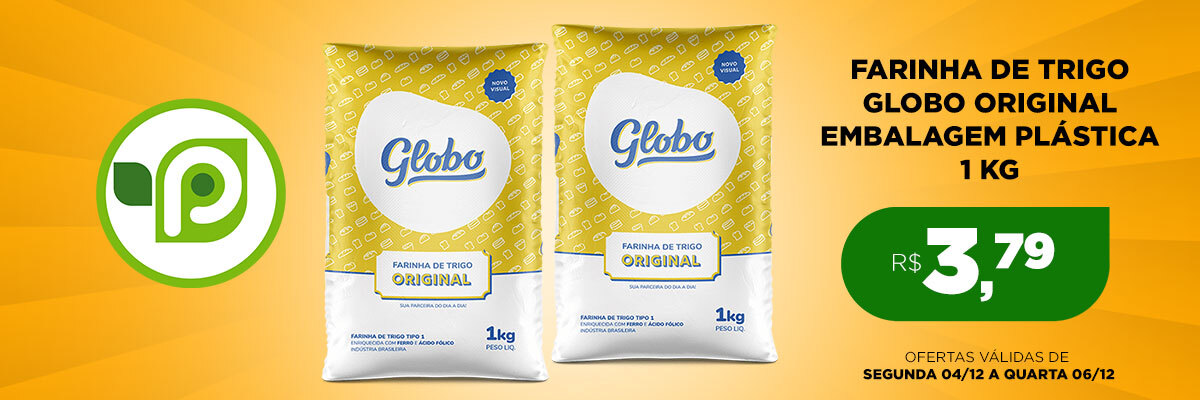 NOVO
VISUAL
Globo
FARINHA DE TRIGO
ORIGINAL
SUA PARCEIRA DO DIA A DIA!
FARINHA DE TRIGO TIPO 1
ENRIQUECIDA COM FERRO E ÁCIDO FÓLICO
INDÚSTRIA BRASILEIRA
1kg
PESO LIQ.
NOVO
VISUAL
Globo
FARINHA DE TRIGO
ORIGINAL
SUA PARCEIRA DO DIA A DIA!
FARINHA DE TRIGO TIPO 1
ENRIQUECIDA COM FERRO E ÁCIDO FÓLICO
INDÚSTRIA BRASILEIRA
1kg
PESO LIQ.
FARINHA DE TRIGO
GLOBO ORIGINAL
EMBALAGEM PLÁSTICA
1 KG
R$ 3,79
OFERTAS VÁLIDAS DE
SEGUNDA 04/12 A QUARTA 06/12